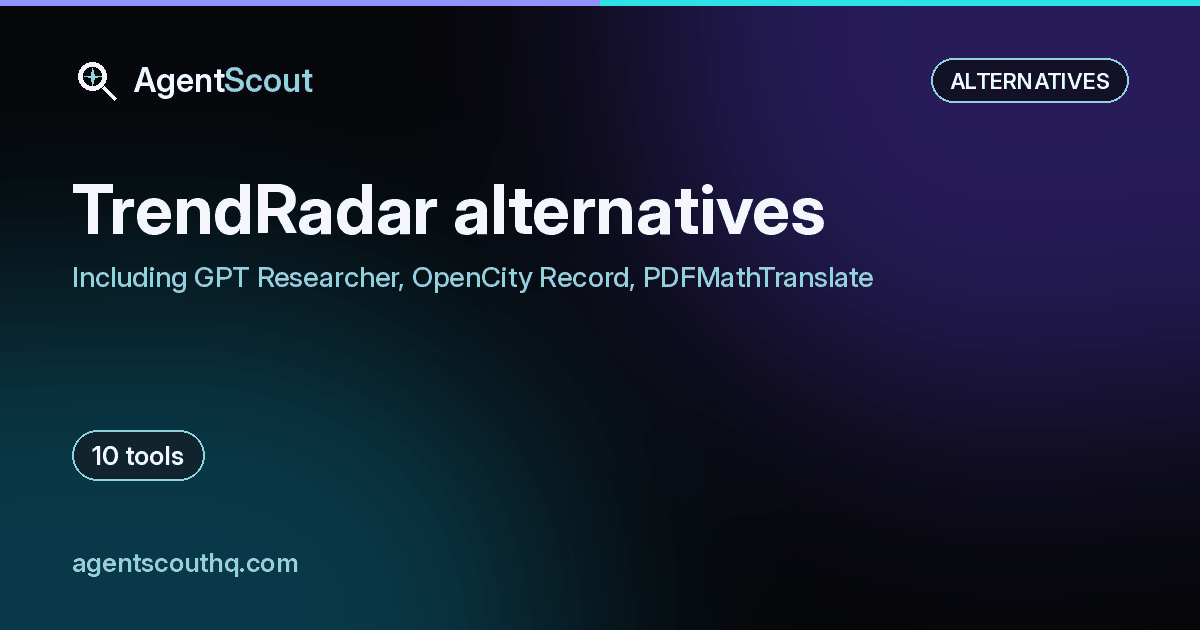 AgentScout
ALTERNATIVES
TrendRadar alternatives
Including GPT Researcher, OpenCity Record, PDFMathTranslate
10 tools
agentscouthq.com